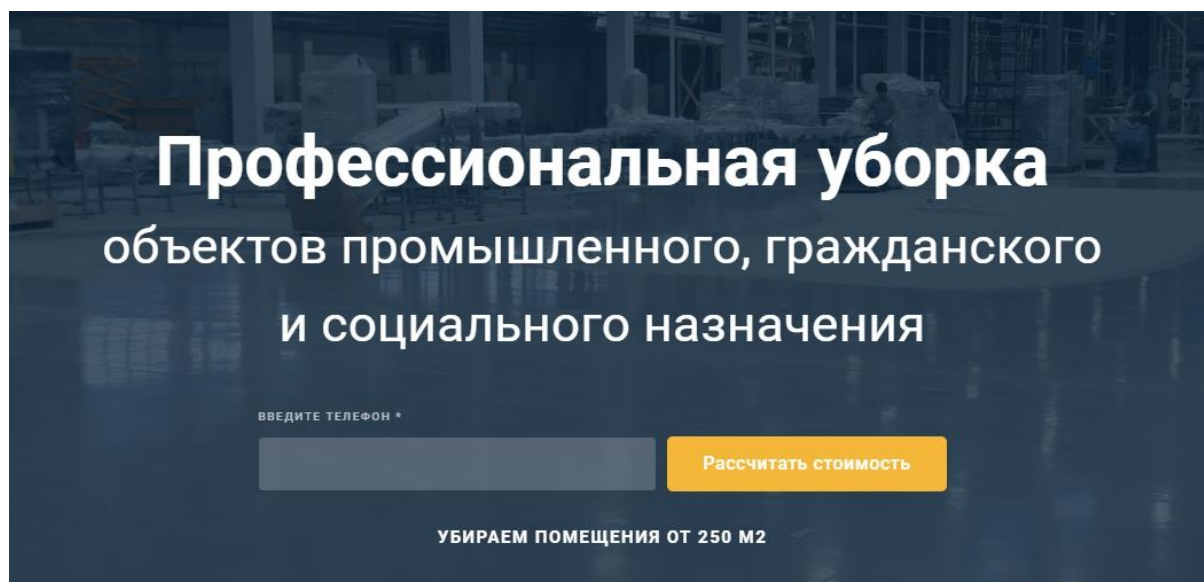 Профессиональная уборка
объектов промышленного, гражданского
и социального назначения
ВВЕДИТЕ ТЕЛЕФОН *
Рассчитать стоимость
УБИРАЕМ ПОМЕЩЕНИЯ ОТ 250 М2